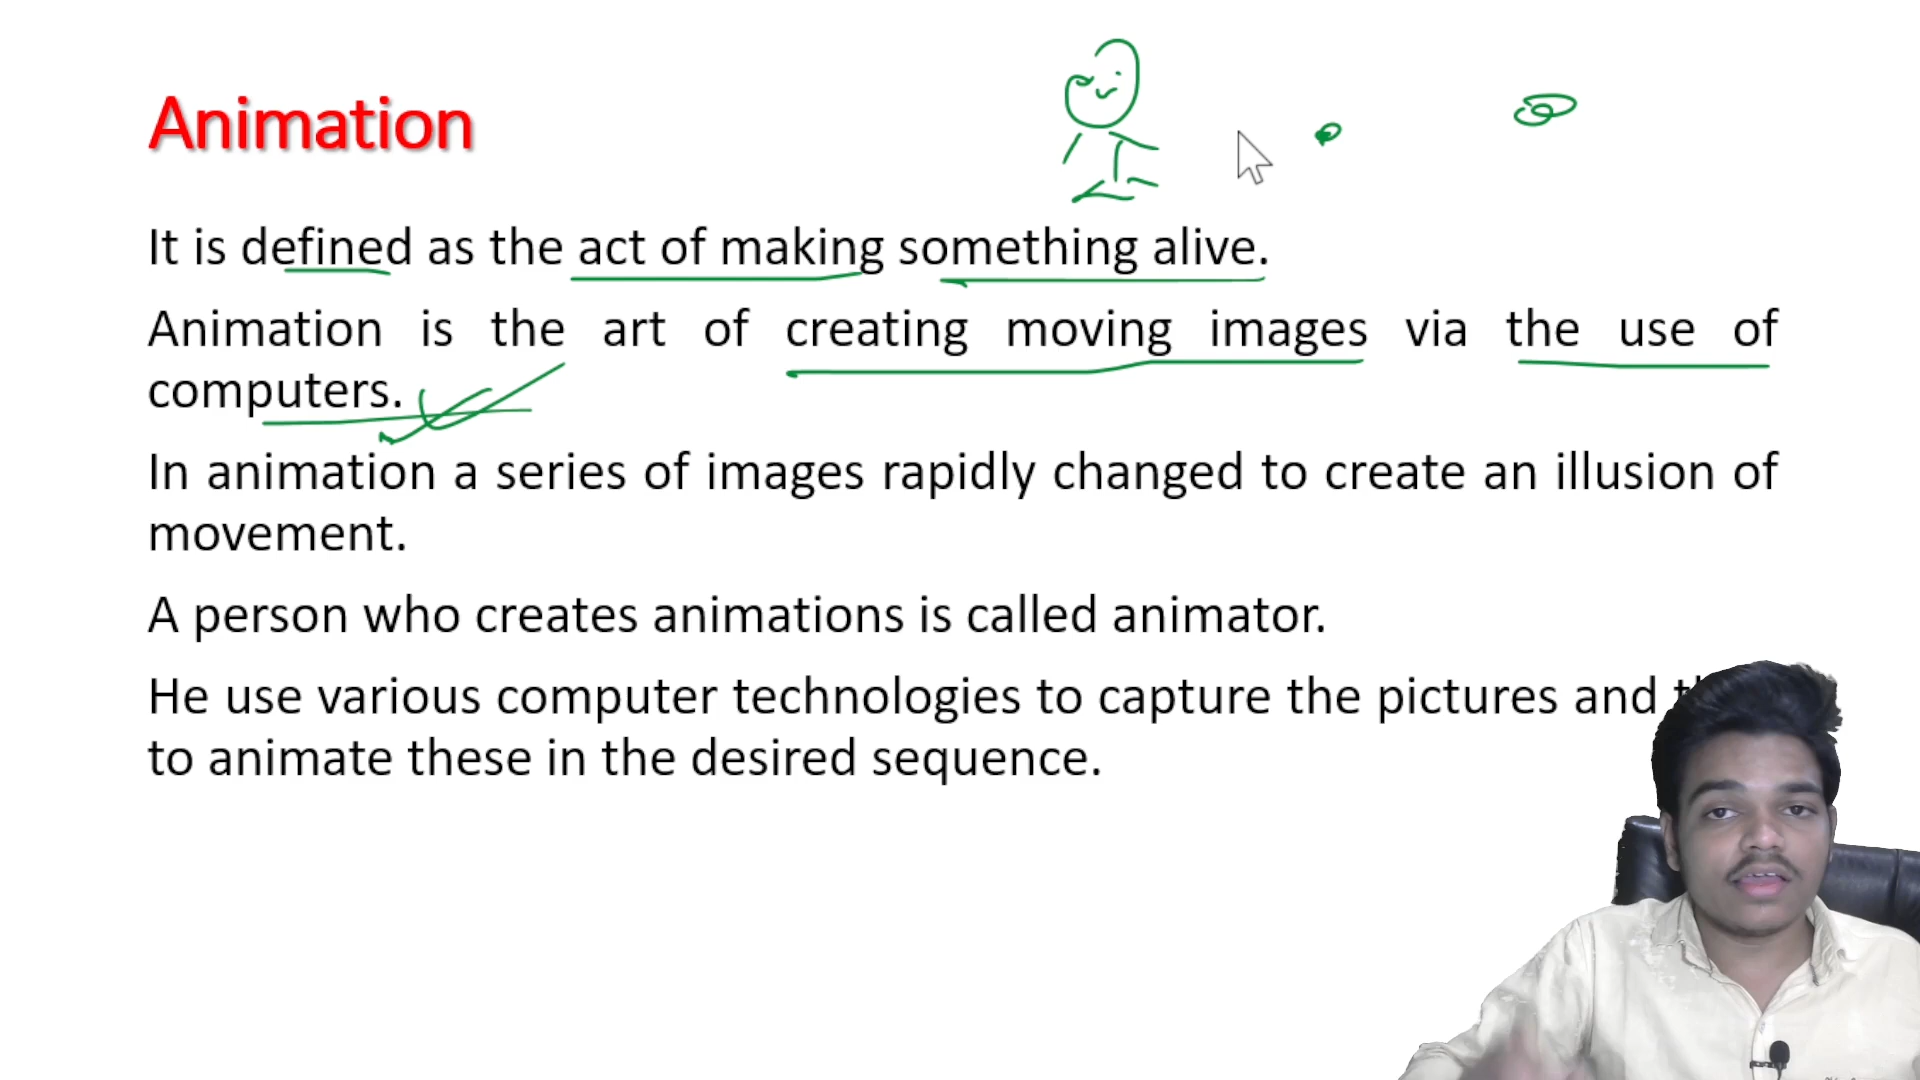 Animation
It is defined as the act of making something alive.
Animation is the art of creating moving images via the use of
computers.
In animation a series of images rapidly changed to create an illusion of
movement.
A person who creates animations is called animator.
He use various computer technologies to capture the pictures and
to animate these in the desired sequence.